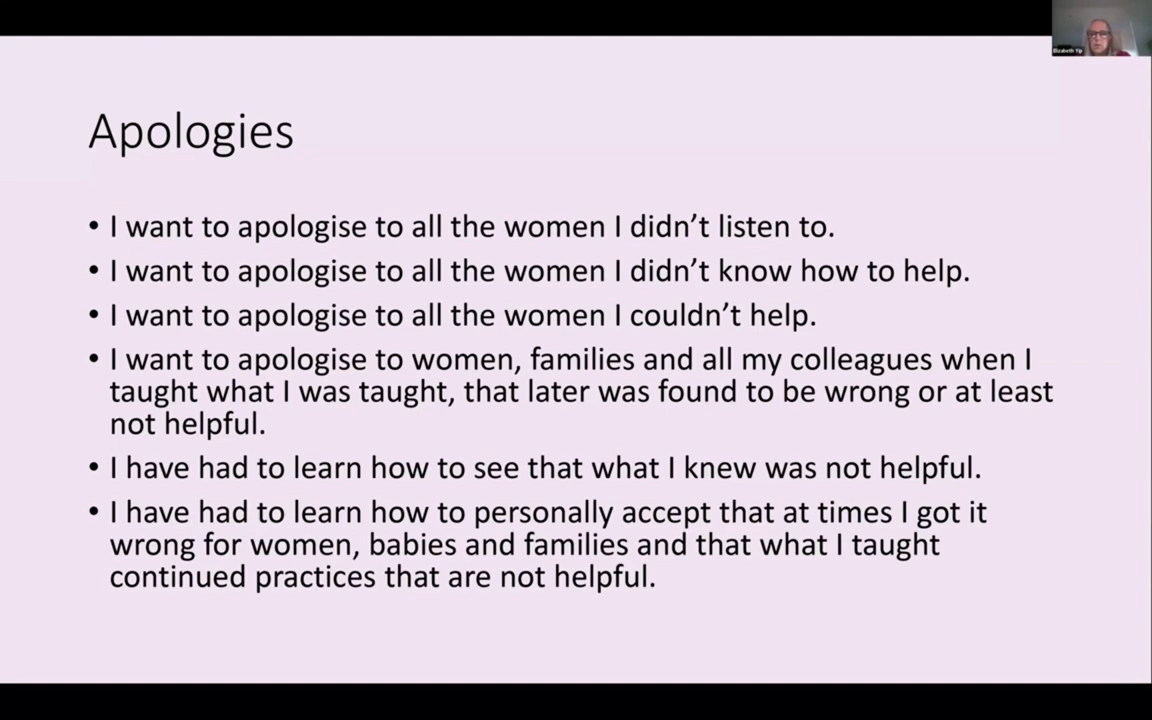 Elizabeth Yip
Apologies
• I want to apologise to all the women I didn’t listen to.
• I want to apologise to all the women I didn’t know how to help.
• I want to apologise to all the women I couldn’t help.
• I want to apologise to women, families and all my colleagues when I
taught what I was taught, that later was found to be wrong or at least
not helpful.
• I have had to learn how to see that what I knew was not helpful.
• I have had to learn how to personally accept that at times I got it
wrong for women, babies and families and that what I taught
continued practices that are not helpful.